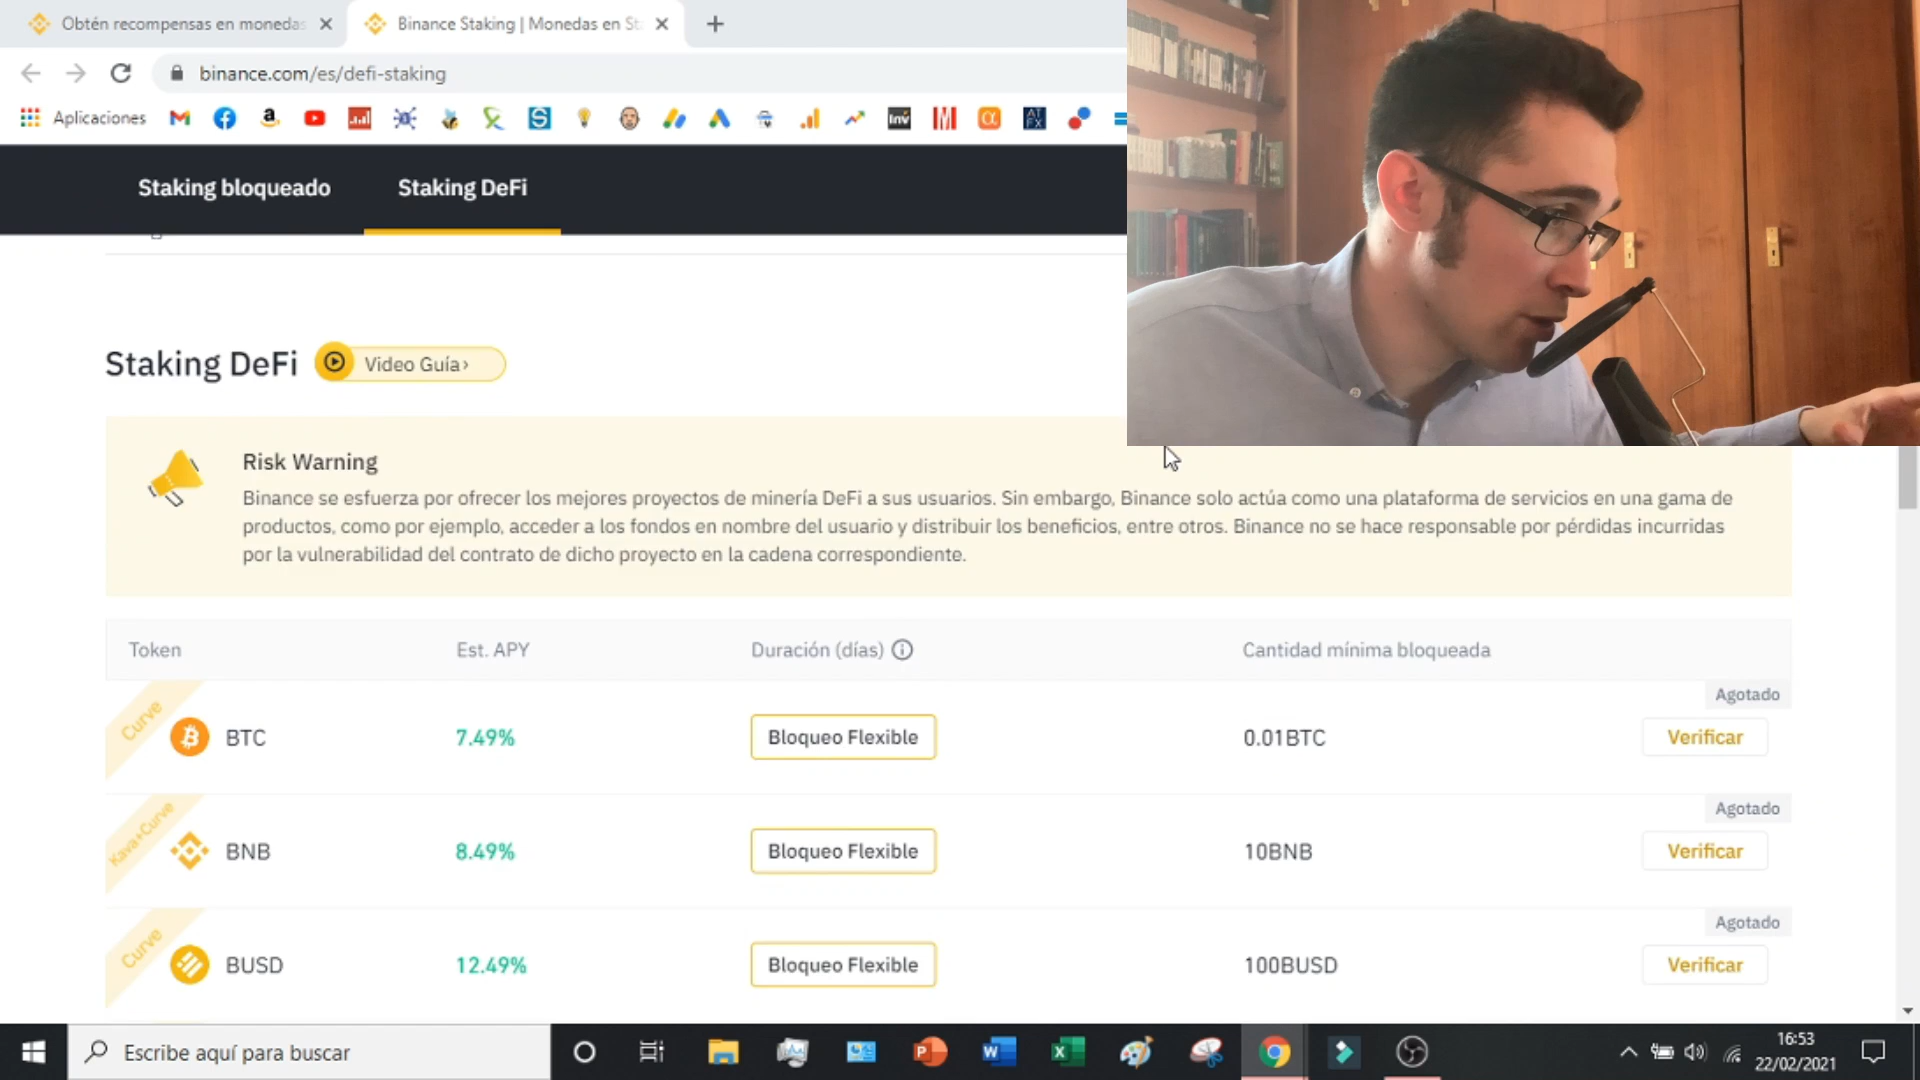 Obtén recompensas en monedas
Binance Staking | Monedas en St
binance.com/es/defi-staking
Aplicaciones
Inv
AT
FX
Staking bloqueado
Staking DeFi
Staking DeFi
Video Guía›
Risk Warning
Binance se esfuerza por ofrecer los mejores proyectos de minería DeFi a sus usuarios. Sin embargo, Binance solo actúa como una plataforma de servicios en una gama de
productos, como por ejemplo, acceder a los fondos en nombre del usuario y distribuir los beneficios, entre otros. Binance no se hace responsable por pérdidas incurridas
por la vulnerabilidad del contrato de dicho proyecto en la cadena correspondiente.
Token Est. APY Duración (días) Cantidad mínima bloqueada
Agotado
Curve BTC 7.49% Bloqueo Flexible 0.01BTC Verificar
Agotado
Kava+Curve BNB 8.49% Bloqueo Flexible 10BNB Verificar
Agotado
Curve BUSD 12.49% Bloqueo Flexible 100BUSD Verificar
Escribe aquí para buscar
16:53
22/02/2021